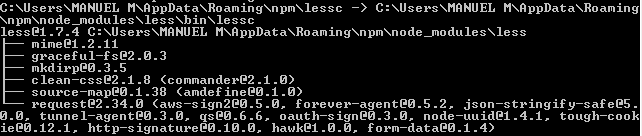 C:\Users\MANUEL M\AppData\Roaming\npm\lessc -> C:\Users\MANUEL M\AppData\Roaming
\npm\node_modules\less\bin\lessc
less@1.7.4 C:\Users\MANUEL M\AppData\Roaming\npm\node_modules\less
├── mime@1.2.11
├── graceful-fs@2.0.3
├── mkdirp@0.3.5
├── clean-css@2.1.8 (commander@2.1.0)
├── source-map@0.1.38 (amdefine@0.1.0)
└── request@2.34.0 (aws-sign2@0.5.0, forever-agent@0.5.2, json-stringify-safe@5.
0.0, tunnel-agent@0.3.0, qs@0.6.6, oauth-sign@0.3.0, node-uuid@1.4.1, tough-cook
ie@0.12.1, http-signature@0.10.0, hawk@1.0.0, form-data@0.1.4)